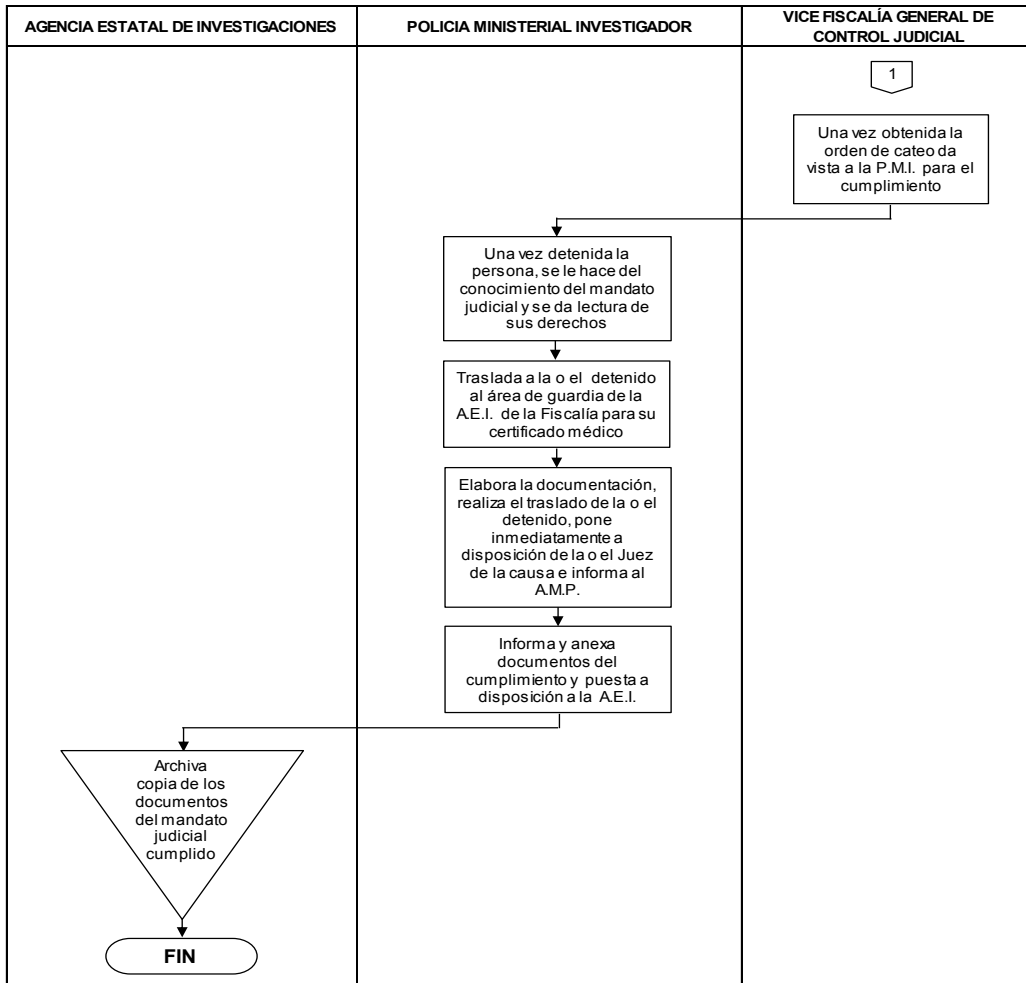 AGENCIA ESTATAL DE INVESTIGACIONES
POLICIA MINISTERIAL INVESTIGADOR
VICE FISCALÍA GENERAL DE
CONTROL JUDICIAL
1
Una vez obtenida la
orden de cateo da
vista a la P.M.I. para el
cumplimiento
Una vez detenida la
persona, se le hace del
conocimiento del mandato
judicial y se da lectura de
sus derechos
Traslada a la o el detenido
al área de guardia de la
A.E.I. de la Fiscalía para su
certificado médico
Elabora la documentación,
realiza el traslado de la o el
detenido, pone
inmediatamente a
disposición de la o el Juez
de la causa e informa al
A.M.P.
Informa y anexa
documentos del
cumplimiento y puesta a
disposición a la A.E.I.
Archiva
copia de los
documentos
del mandato
judicial
cumplido
FIN